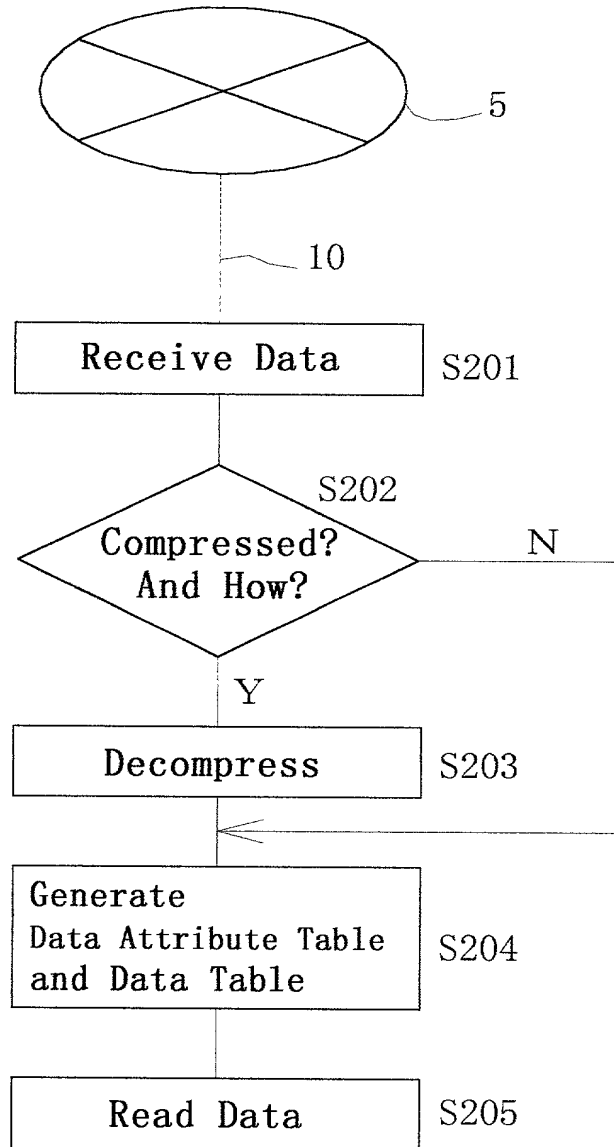 5
10
Receive Data
S201
S202
Compressed?
And How?
N
Y
Decompress
S203
Generate
Data Attribute Table
and Data Table
S204
Read Data
S205